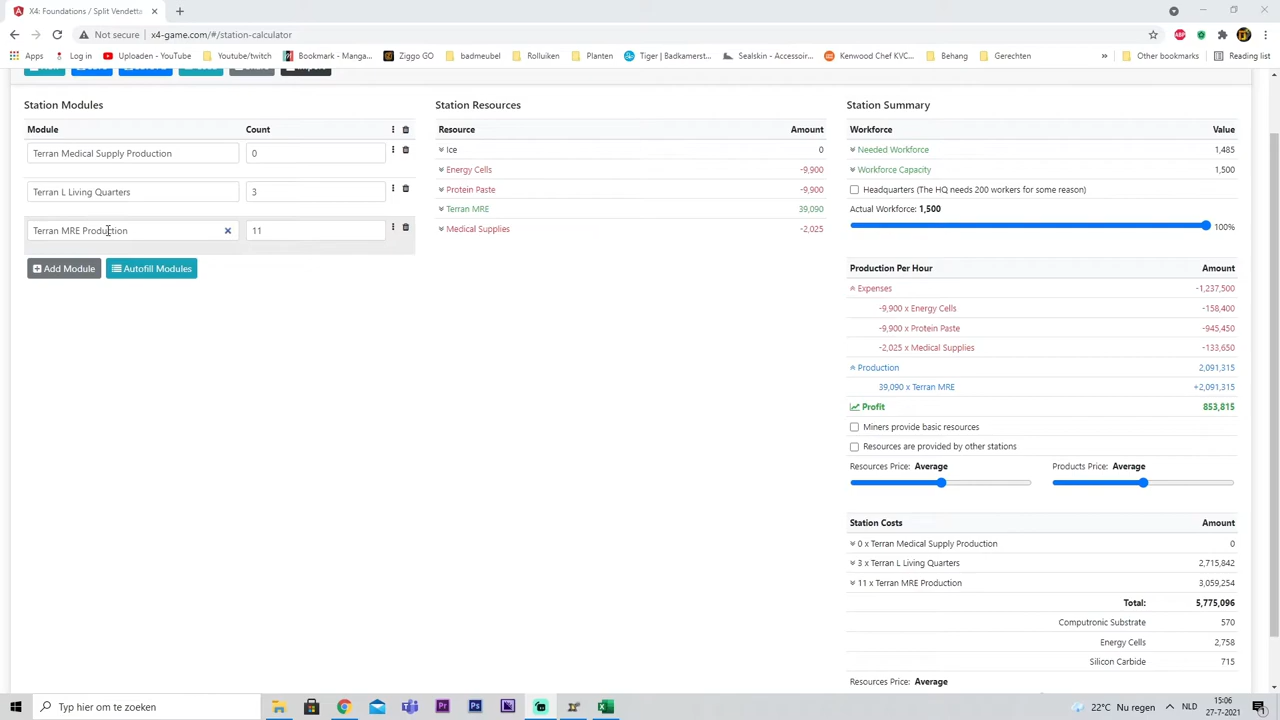 X4: Foundations / Split Vendetta
Not secure
x4-game.com/#/station-calculator
ABP
Apps
Log in
Uploaden - YouTube
Youtube/twitch
Bookmark - Manga...
Ziggo GO
badmeubel
Rolluiken
Planten
Tiger | Badkamerst...
Sealskin - Accessoir...
Kenwood Chef KVC...
Behang
Gerechten
Other bookmarks
Reading list
Station Modules
Module Count
Terran Medical Supply Production 0
Terran L Living Quarters 3
Terran MRE Production 11
Add Module Autofill Modules
Station Resources
Resource Amount
Ice 0
Energy Cells -9,900
Protein Paste -9,900
Terran MRE 39,090
Medical Supplies -2,025
Station Summary
Workforce Value
Needed Workforce 1,485
Workforce Capacity 1,500
Headquarters (The HQ needs 200 workers for some reason)
Actual Workforce: 1,500
100%
Production Per Hour Amount
Expenses -1,237,500
-9,900 x Energy Cells -158,400
-9,900 x Protein Paste -945,450
-2,025 x Medical Supplies -133,650
Production 2,091,315
39,090 x Terran MRE +2,091,315
Profit 853,815
Miners provide basic resources
Resources are provided by other stations
Resources Price: Average Products Price: Average
Station Costs Amount
0 x Terran Medical Supply Production 0
3 x Terran L Living Quarters 2,715,842
11 x Terran MRE Production 3,059,254
Total: 5,775,096
Computronic Substrate 570
Energy Cells 2,758
Silicon Carbide 715
Resources Price: Average
Typ hier om te zoeken
22°C Nu regen
NLD
15:06
27-7-2021